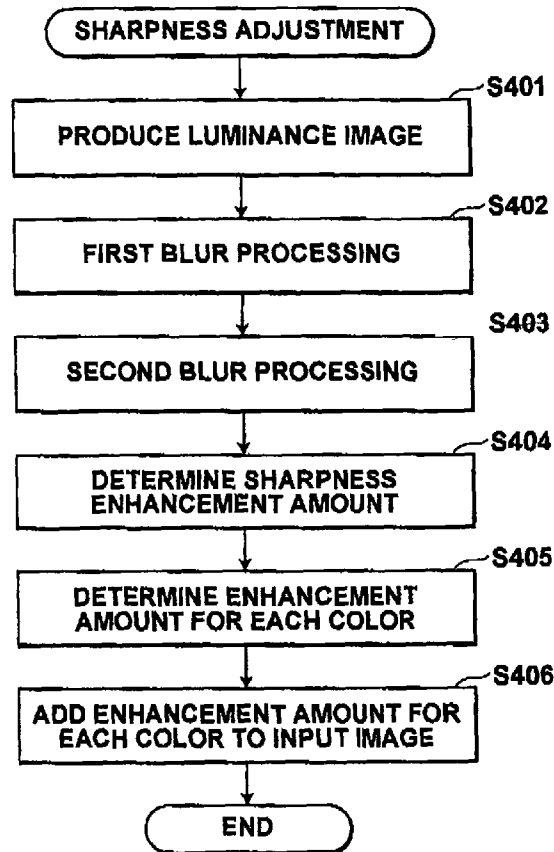 SHARPNESS ADJUSTMENT
S401
PRODUCE LUMINANCE IMAGE
S402
FIRST BLUR PROCESSING
S403
SECOND BLUR PROCESSING
S404
DETERMINE SHARPNESS
ENHANCEMENT AMOUNT
S405
DETERMINE ENHANCEMENT
AMOUNT FOR EACH COLOR
S406
ADD ENHANCEMENT AMOUNT FOR
EACH COLOR TO INPUT IMAGE
END